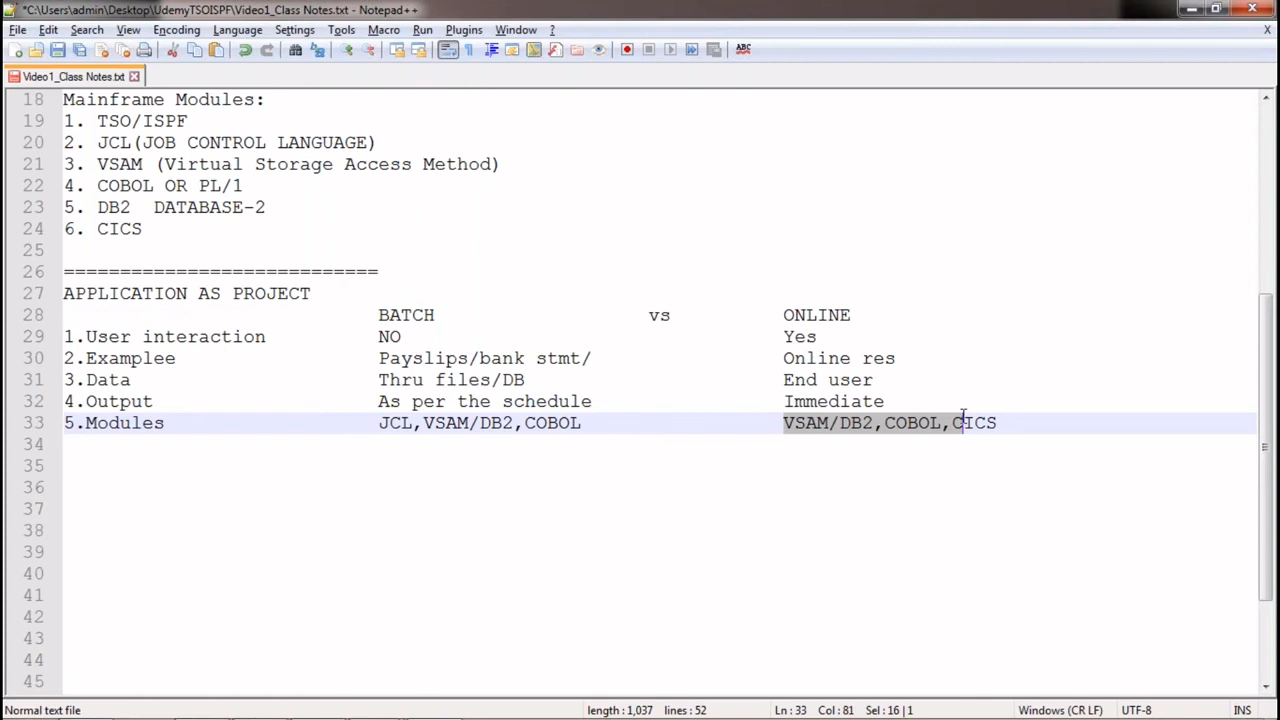 *C:\Users\admin\Desktop\UdemyTSOISPF\Video1_Class Notes.txt - Notepad++
File Edit Search View Encoding Language Settings Tools Macro Run Plugins Window ? X
ABC
Video1_Class Notes.txt
18 Mainframe Modules:
19 1. TSO/ISPF
20 2. JCL(JOB CONTROL LANGUAGE)
21 3. VSAM (Virtual Storage Access Method)
22 4. COBOL OR PL/1
23 5. DB2 DATABASE-2
24 6. CICS
25
26 ============================
27 APPLICATION AS PROJECT
28 BATCH vs ONLINE
29 1.User interaction NO Yes
30 2.Examplee Payslips/bank stmt/ Online res
31 3.Data Thru files/DB End user
32 4.Output As per the schedule Immediate
33 5.Modules JCL,VSAM/DB2,COBOL VSAM/DB2,COBOL,CICS
34
35
36
37
38
39
40
41
42
43
44
45
Normal text file length : 1,037 lines : 52 Ln : 33 Col : 81 Sel : 16 | 1 Windows (CR LF) UTF-8 INS